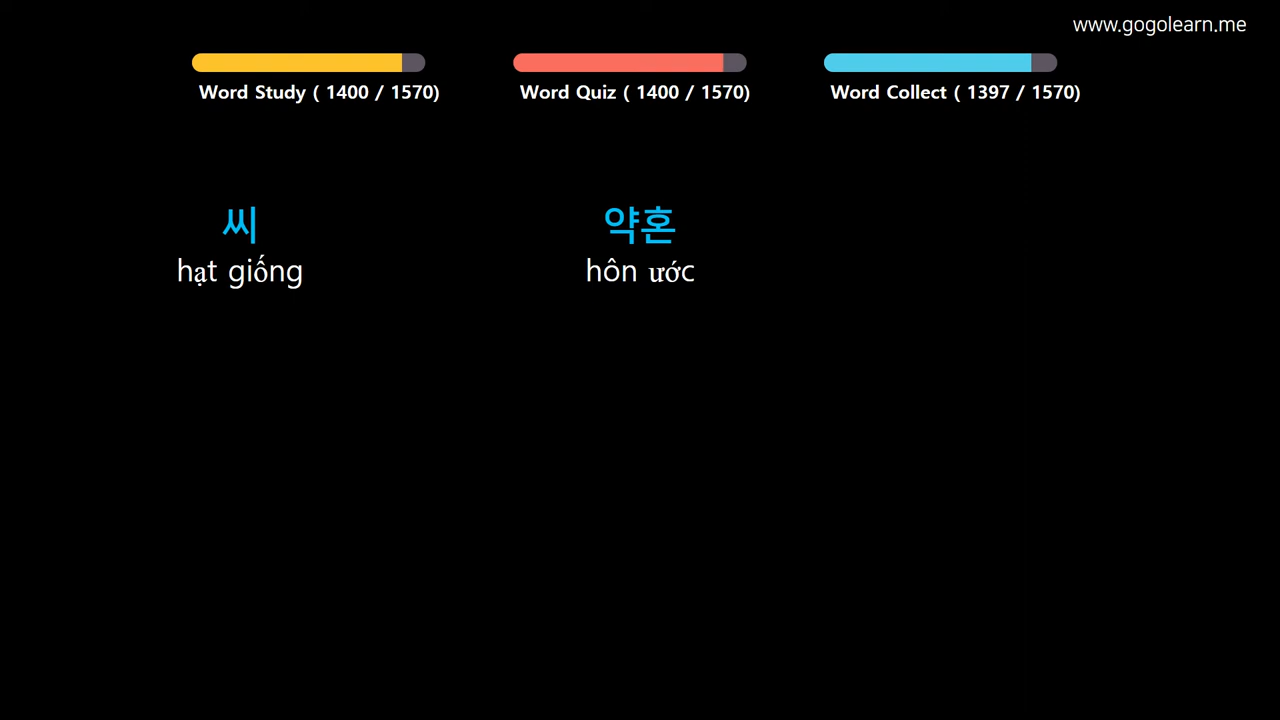 www.gogolearn.me
Word Study ( 1400 / 1570)
Word Quiz ( 1400 / 1570)
Word Collect ( 1397 / 1570)
씨
약혼
hạt giống
hôn ước